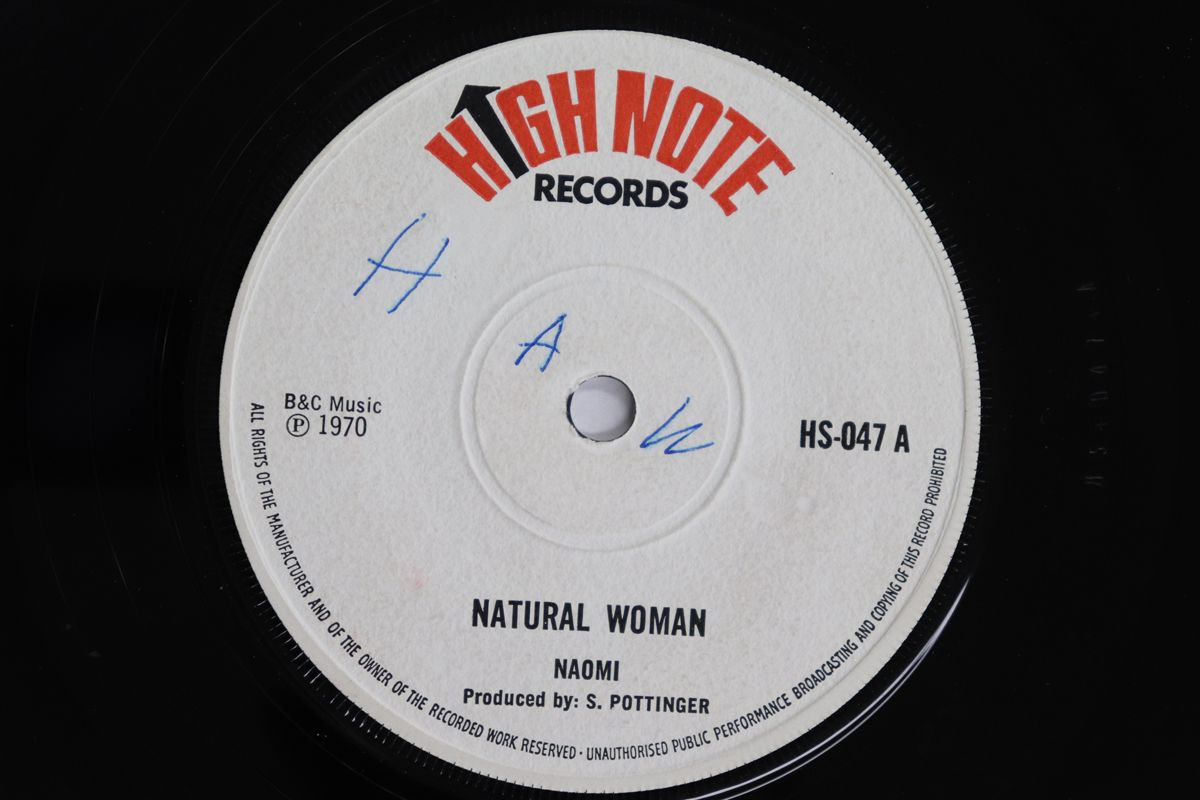 HIGH NOTE
RECORDS
H
A
W
B&C Music
Ⓟ 1970
HS-047 A
NATURAL WOMAN
NAOMI
Produced by: S. POTTINGER
ALL RIGHTS OF THE MANUFACTURER AND OF THE OWNER OF THE RECORDED WORK RESERVED · UNAUTHORISED PUBLIC PERFORMANCE BROADCASTING AND COPYING OF THIS RECORD PROHIBITED